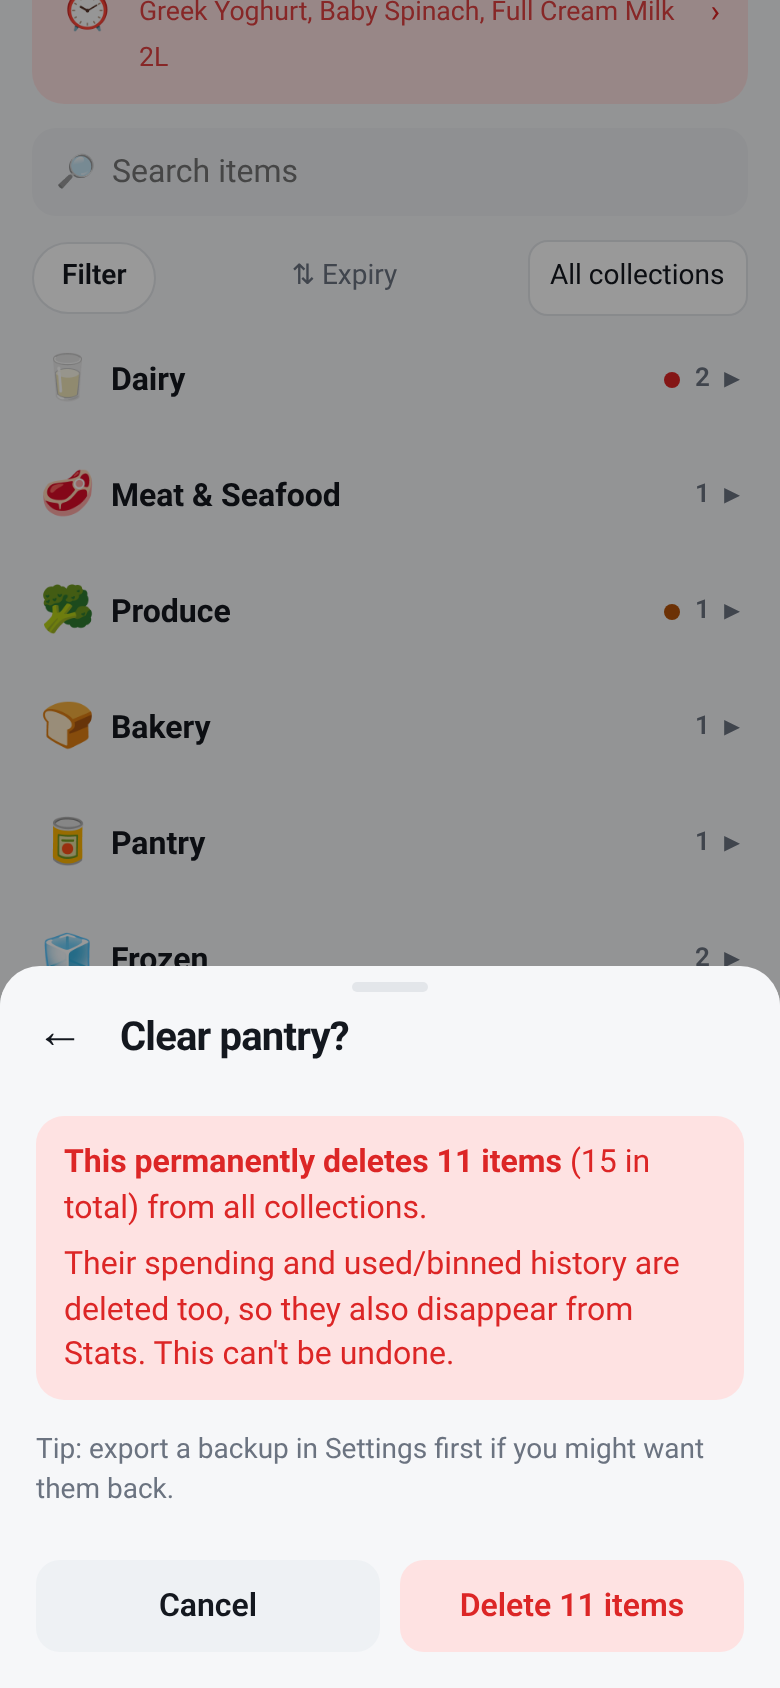 Greek Yoghurt, Baby Spinach, Full Cream Milk ›
2L
Search items
Filter
⇅ Expiry
All collections
Dairy 2 ▶
Meat & Seafood 1 ▶
Produce 1 ▶
Bakery 1 ▶
Pantry 1 ▶
Frozen 2 ▶
← Clear pantry?
This permanently deletes 11 items (15 in
total) from all collections.
Their spending and used/binned history are
deleted too, so they also disappear from
Stats. This can't be undone.
Tip: export a backup in Settings first if you might want
them back.
Cancel
Delete 11 items